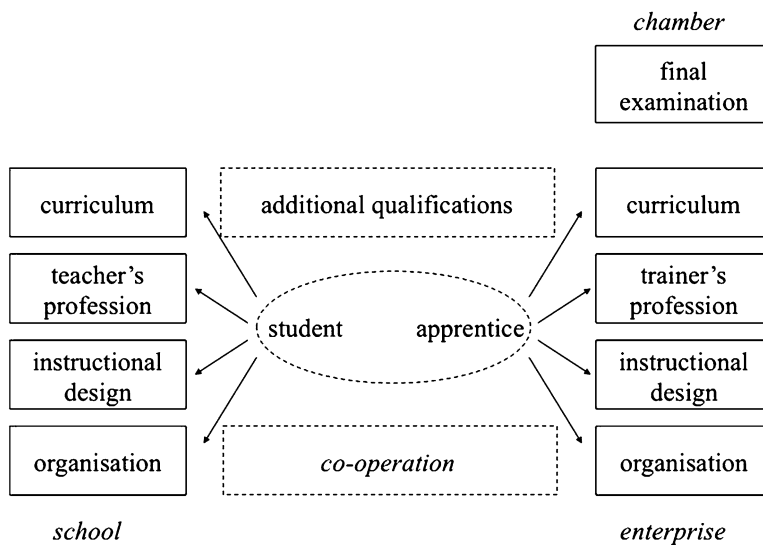 chamber
final
examination
curriculum
additional qualifications
curriculum
teacher's
profession
trainer's
profession
student
apprentice
instructional
design
instructional
design
organisation
co-operation
organisation
school
enterprise